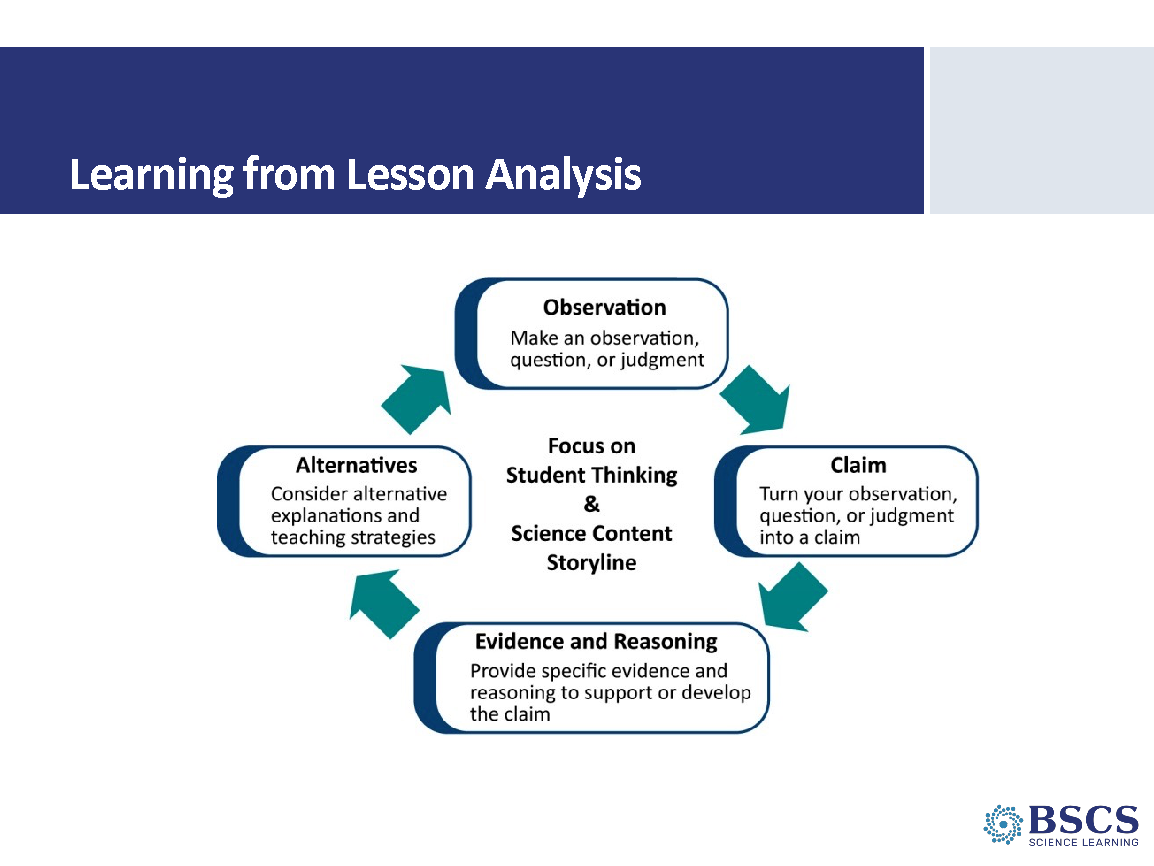 Learning from Lesson Analysis
Observation
Make an observation,
question, or judgment
Focus on
Student Thinking
&
Science Content
Storyline
Alternatives
Consider alternative
explanations and
teaching strategies
Claim
Turn your observation,
question, or judgment
into a claim
Evidence and Reasoning
Provide specific evidence and
reasoning to support or develop
the claim
BSCS
SCIENCE LEARNING